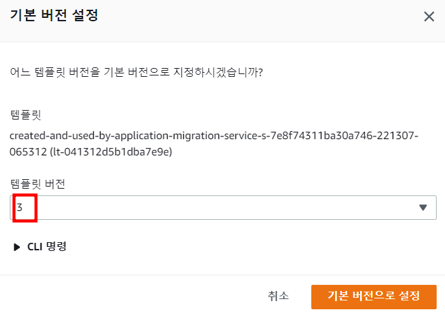 기본 버전 설정
어느 템플릿 버전을 기본 버전으로 지정하시겠습니까?
템플릿
created-and-used-by-application-migration-service-s-7e8f74311ba30a746-221307-
065312 (lt-041312d5b1dba7e9e)
템플릿 버전
3
CLI 명령
취소
기본 버전으로 설정